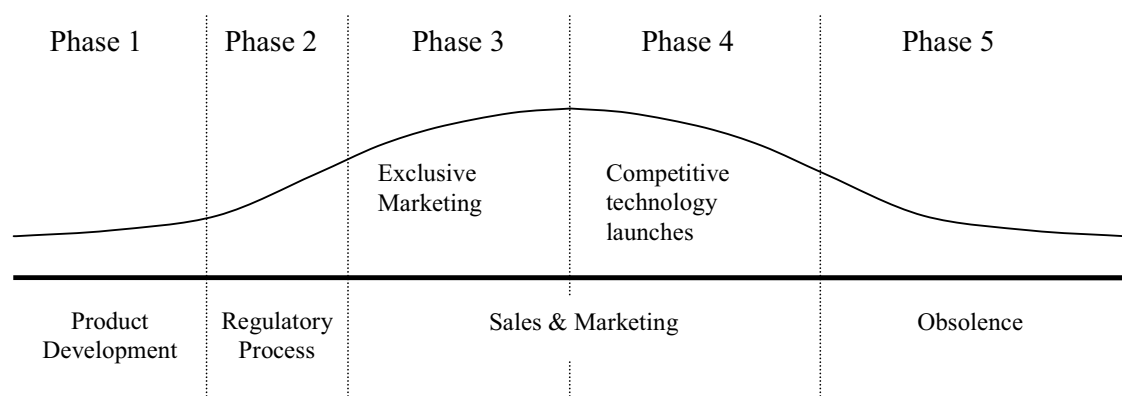 Phase 1
Phase 2
Phase 3
Phase 4
Phase 5
Exclusive
Marketing
Competitive
technology
launches
Product
Development
Regulatory
Process
Sales & Marketing
Obsolence